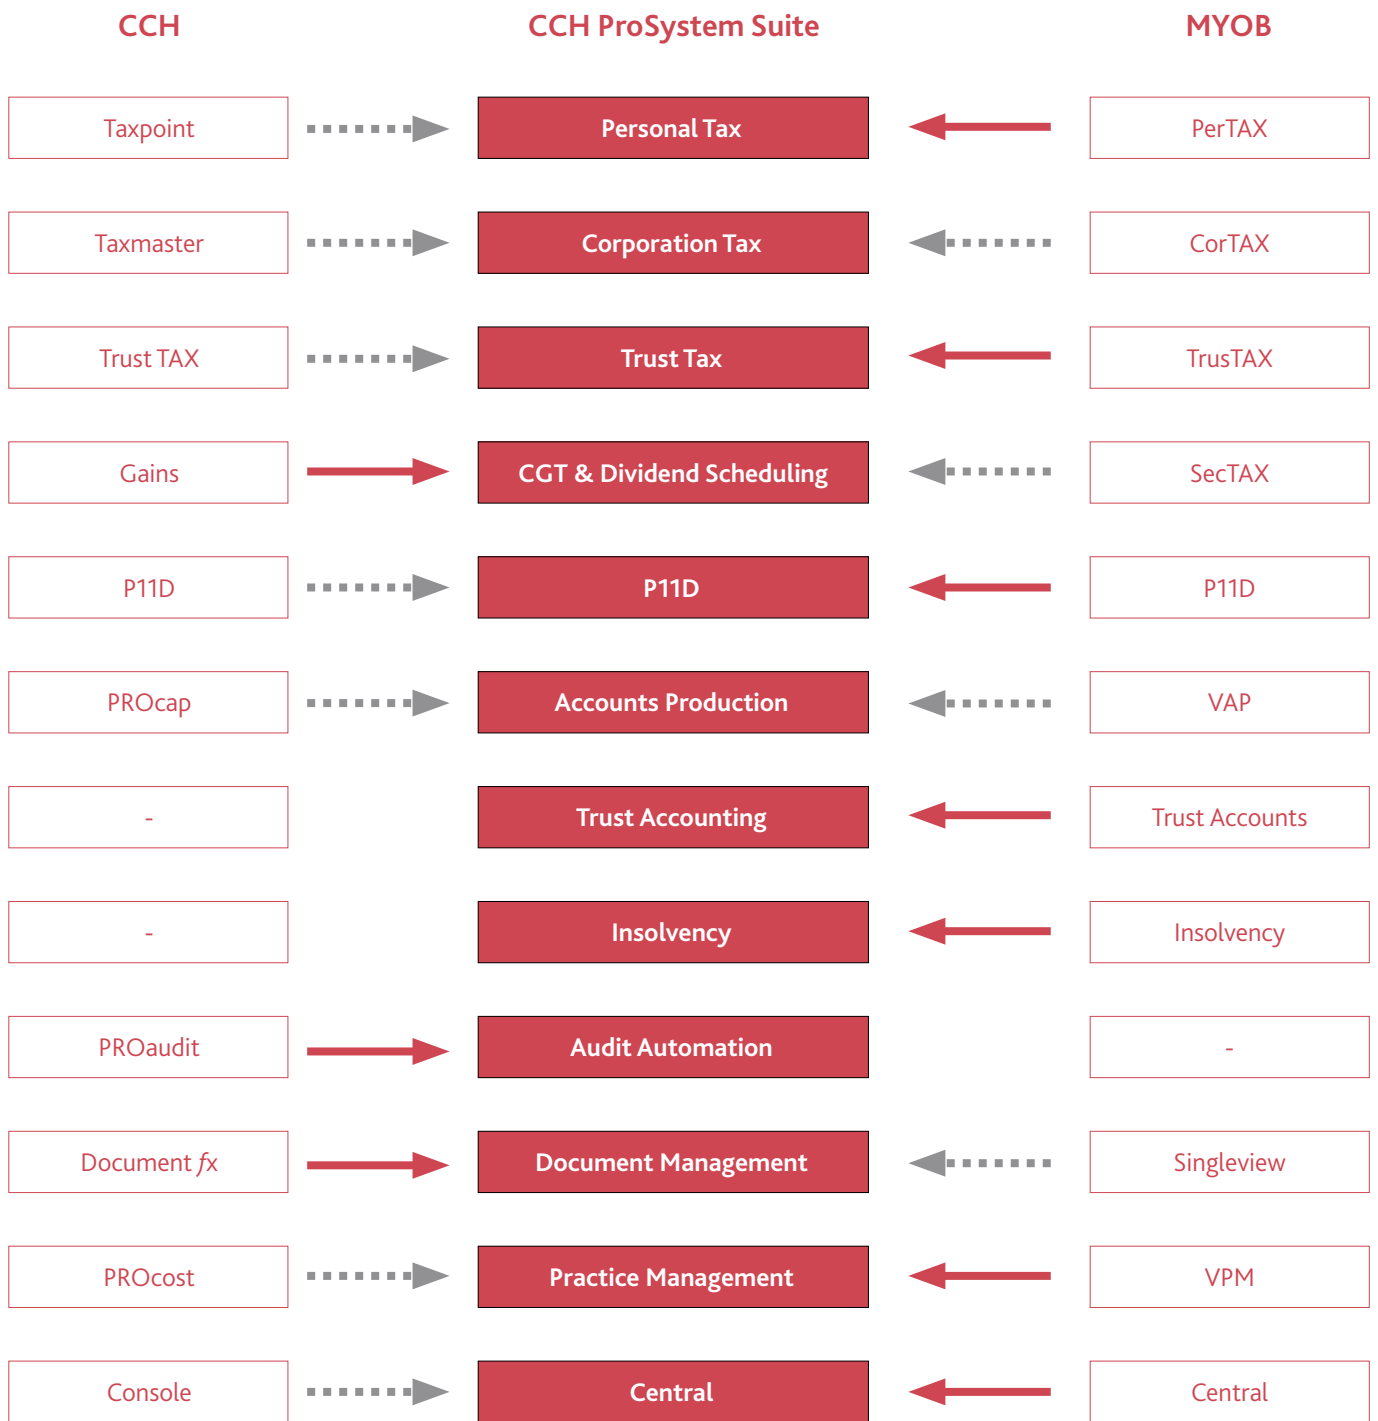 CCH CCH ProSystem Suite MYOB
Taxpoint Personal Tax PerTAX
Taxmaster Corporation Tax CorTAX
Trust TAX Trust Tax TrusTAX
Gains CGT & Dividend Scheduling SecTAX
P11D P11D P11D
PROcap Accounts Production VAP
- Trust Accounting Trust Accounts
- Insolvency Insolvency
PROaudit Audit Automation -
Document fx Document Management Singleview
PROcost Practice Management VPM
Console Central Central